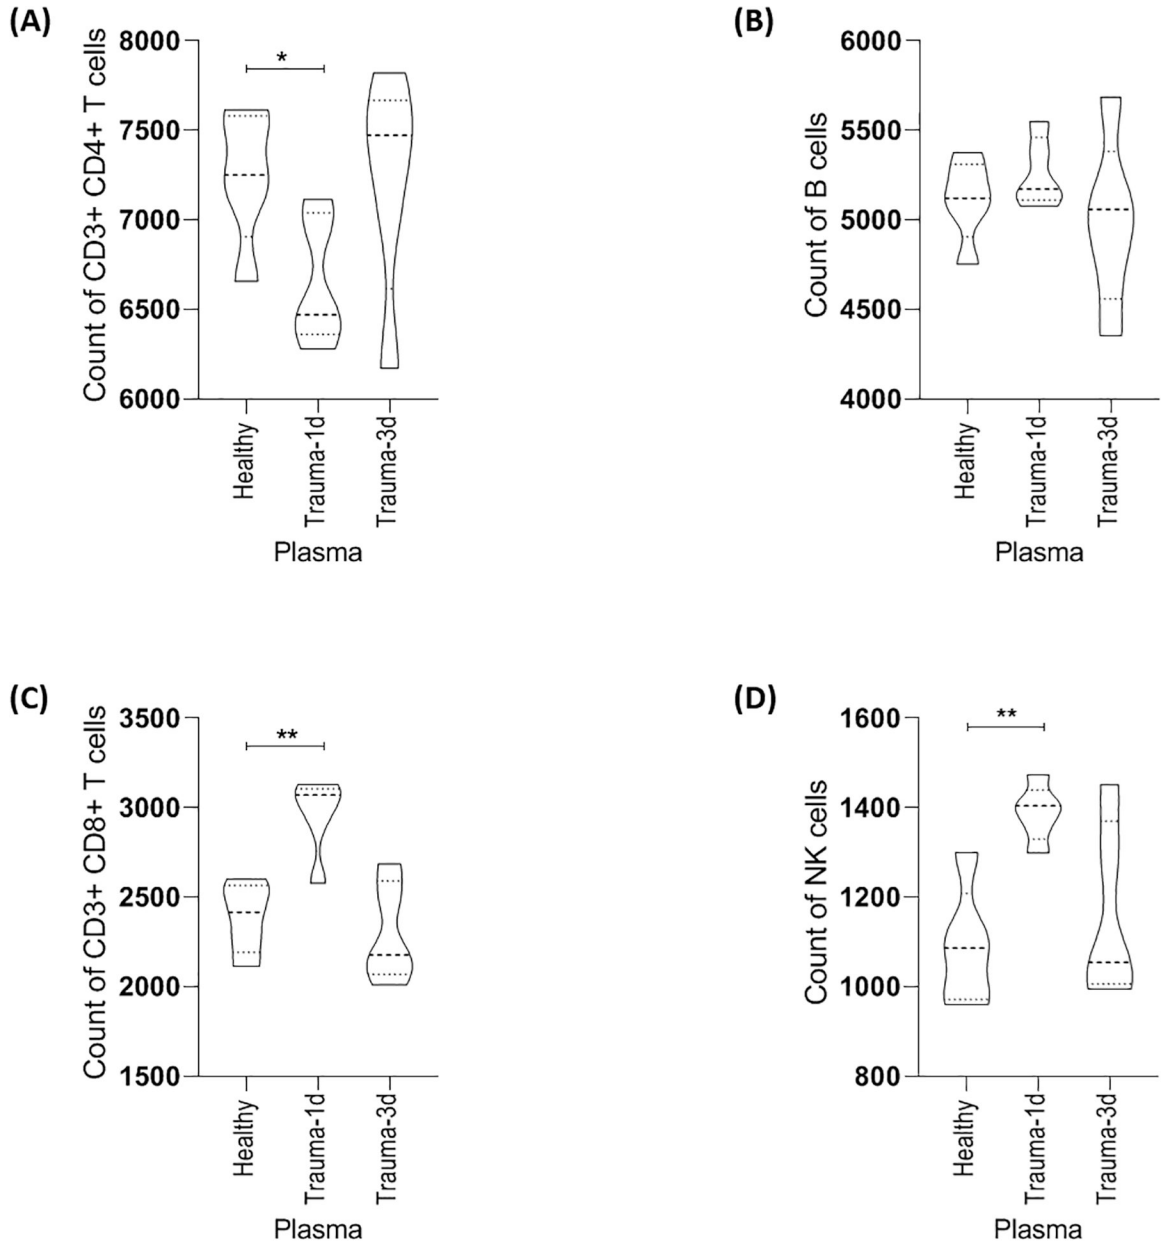 (A)
Count of CD3+ CD4+ T cells
8000
7500
7000
6500
6000
*
Healthy
Trauma-1d
Trauma-3d
Plasma
(B)
Count of B cells
6000
5500
5000
4500
4000
Healthy
Trauma-1d
Trauma-3d
Plasma
(C)
Count of CD3+ CD8+ T cells
3500
3000
2500
2000
1500
**
Healthy
Trauma-1d
Trauma-3d
Plasma
(D)
Count of NK cells
1600
1400
1200
1000
800
**
Healthy
Trauma-1d
Trauma-3d
Plasma